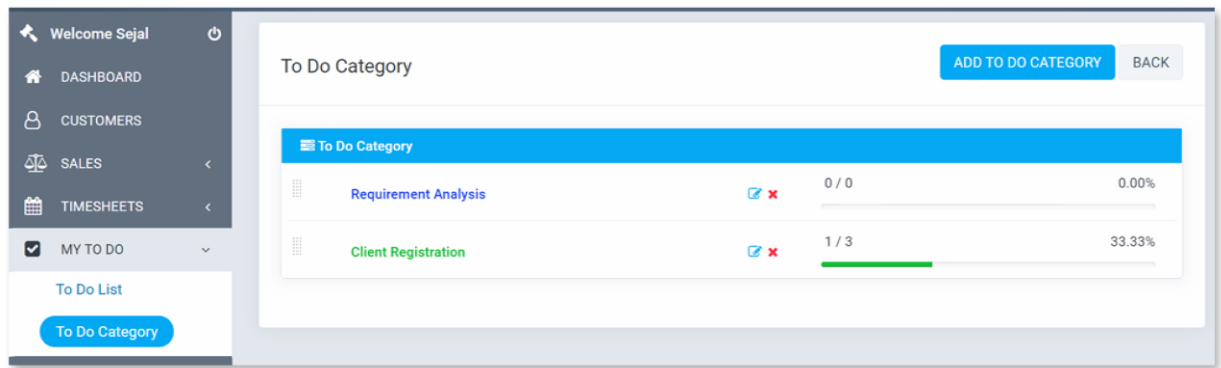 Welcome Sejal
DASHBOARD
CUSTOMERS
SALES
TIMESHEETS
MY TO DO
To Do List
To Do Category
To Do Category
ADD TO DO CATEGORY
BACK
To Do Category
Requirement Analysis
0 / 0
0.00%
Client Registration
1 / 3
33.33%